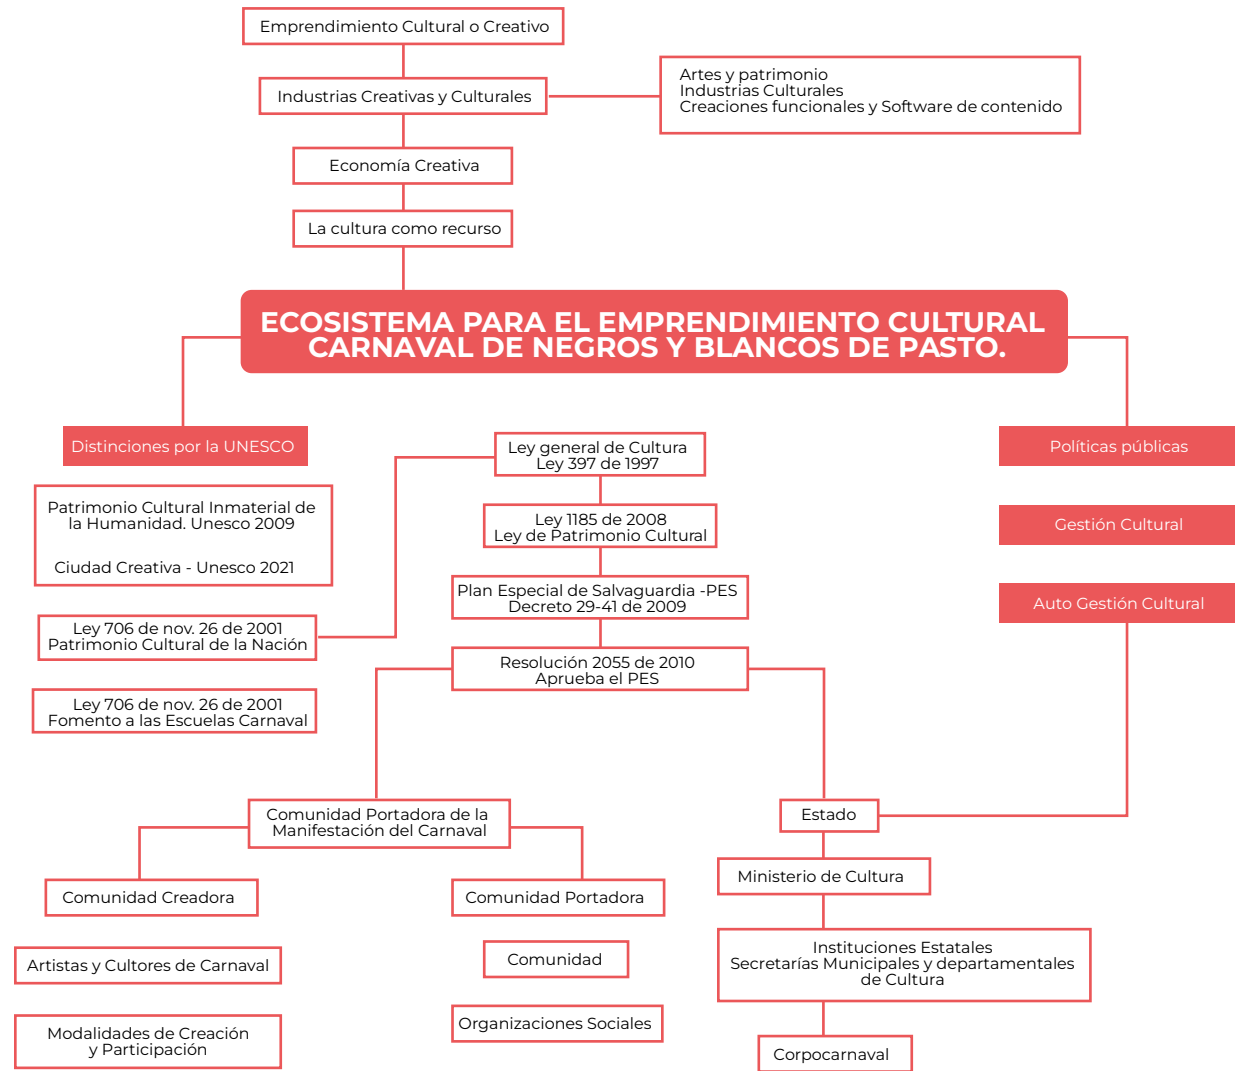 Emprendimiento Cultural o Creativo
Industrias Creativas y Culturales
Artes y patrimonio
Industrias Culturales
Creaciones funcionales y Software de contenido
Economía Creativa
La cultura como recurso
ECOSISTEMA PARA EL EMPRENDIMIENTO CULTURAL
CARNAVAL DE NEGROS Y BLANCOS DE PASTO.
Distinciones por la UNESCO
Patrimonio Cultural Inmaterial de
la Humanidad. Unesco 2009
Ciudad Creativa - Unesco 2021
Ley 706 de nov. 26 de 2001
Patrimonio Cultural de la Nación
Ley 706 de nov. 26 de 2001
Fomento a las Escuelas Carnaval
Ley general de Cultura
Ley 397 de 1997
Ley 1185 de 2008
Ley de Patrimonio Cultural
Plan Especial de Salvaguardia -PES
Decreto 29-41 de 2009
Resolución 2055 de 2010
Aprueba el PES
Políticas públicas
Gestión Cultural
Auto Gestión Cultural
Comunidad Portadora de la
Manifestación del Carnaval
Comunidad Creadora
Artistas y Cultores de Carnaval
Modalidades de Creación
y Participación
Comunidad Portadora
Comunidad
Organizaciones Sociales
Estado
Ministerio de Cultura
Instituciones Estatales
Secretarías Municipales y departamentales
de Cultura
Corpocarnaval